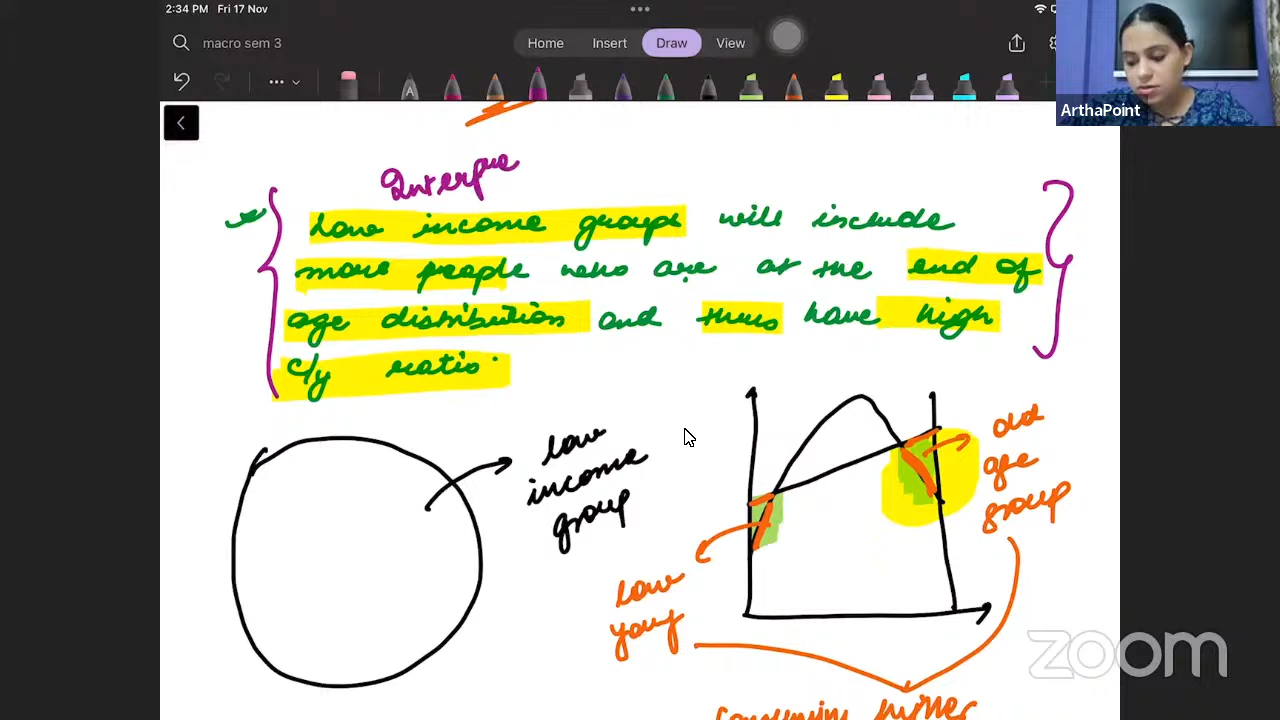 2:34 PM Fri 17 Nov
macro sem 3
Home Insert Draw View
ArthaPoint
low income groups will include
more people who are at the end of
age distribution and thus have high
c/y ratio.
low
income
group
old
age
group
low
young
zoom